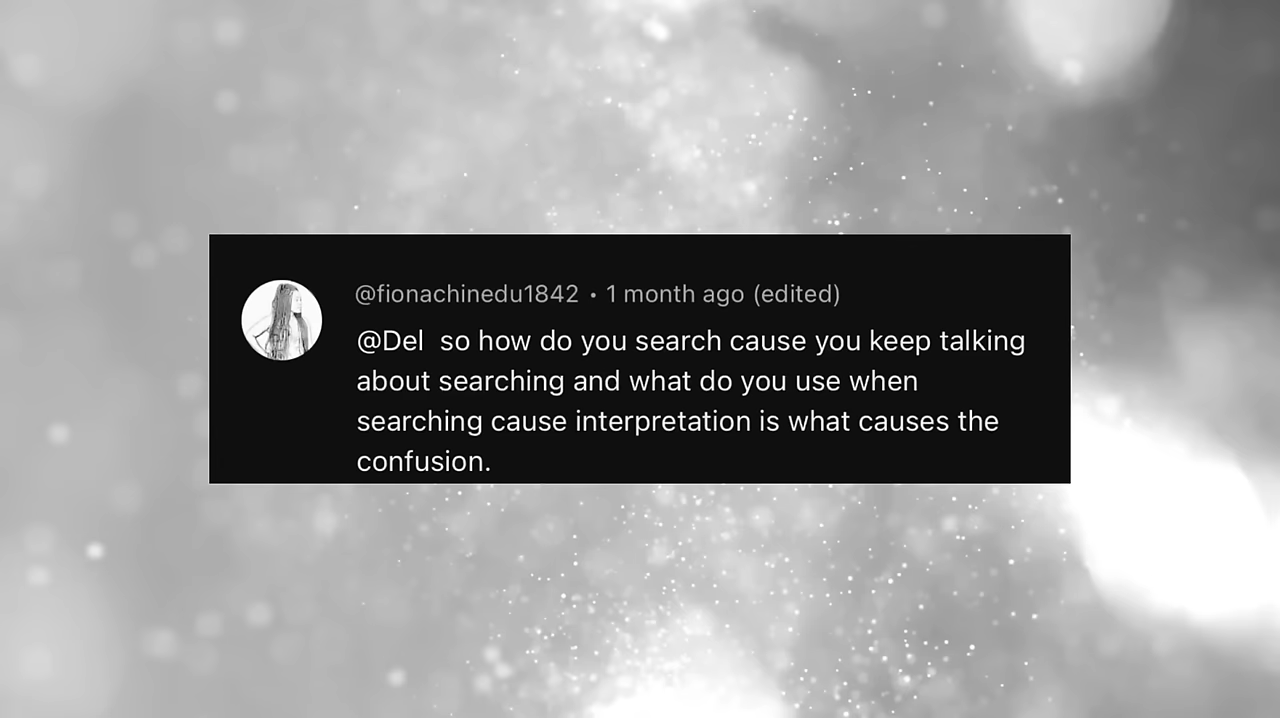 @fionachinedu1842 • 1 month ago (edited)
@Del  so how do you search cause you keep talking
about searching and what do you use when
searching cause interpretation is what causes the
confusion.